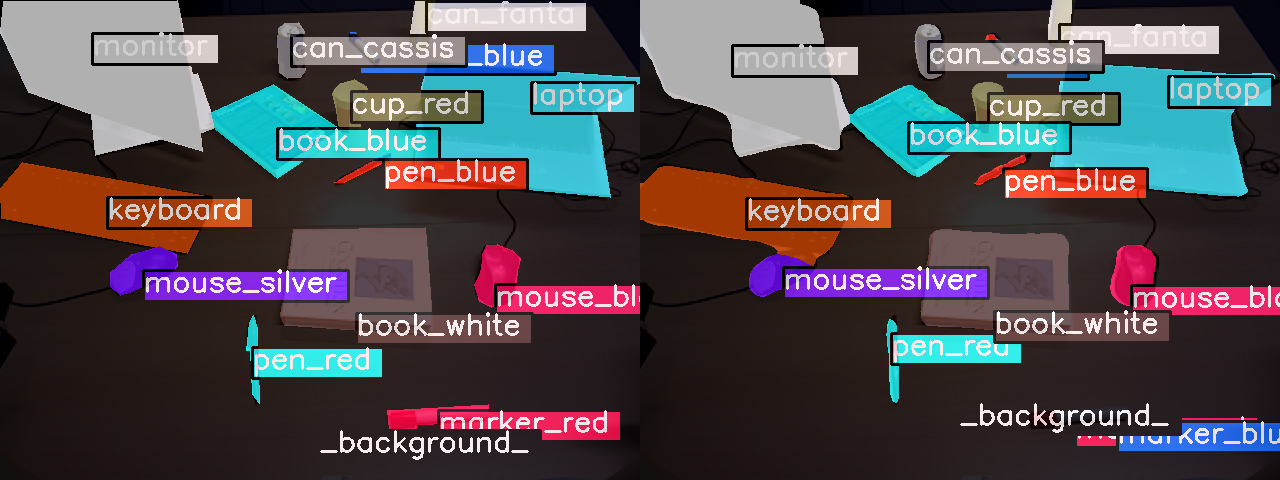 can_fanta
monitor
can_cassis
_blue
laptop
cup_red
book_blue
pen_blue
keyboard
mouse_silver
mouse_bl
book_white
pen_red
marker_red
_background_
can_fanta
monitor
can_cassis
laptop
cup_red
book_blue
pen_blue
keyboard
mouse_silver
mouse_bla
book_white
pen_red
_background_
marker_blu